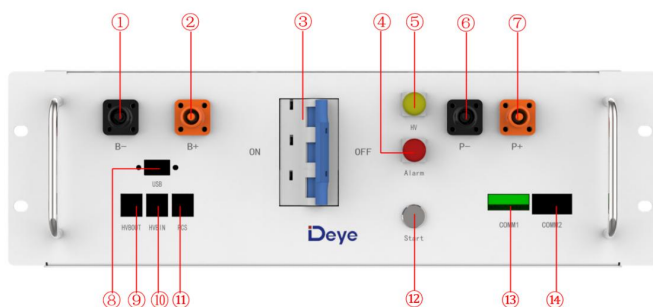 ① ② ③ ④ ⑤ ⑥ ⑦
B- B+ ON OFF HV P- P+
Alarm
USB
HVBOUT HVBIN PCS
Deye
Start
COMM1 COMM2
⑧ ⑨ ⑩ ⑪ ⑫ ⑬ ⑭